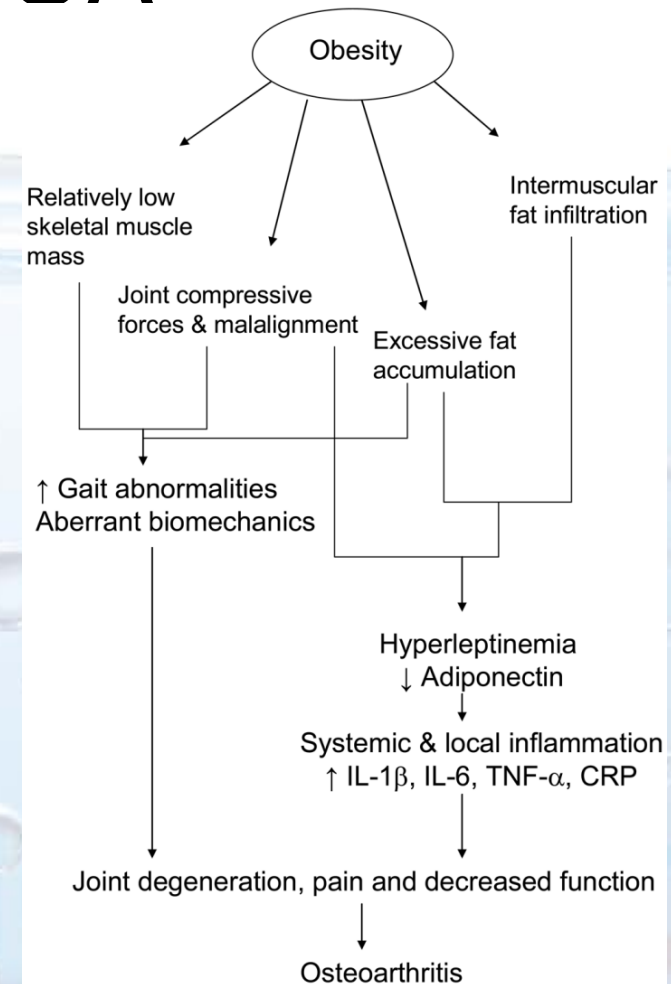 Obesity
Relatively low
skeletal muscle
mass
Intermuscular
fat infiltration
Joint compressive
forces & malalignment
Excessive fat
accumulation
↑ Gait abnormalities
Aberrant biomechanics
Hyperleptinemia
↓ Adiponectin
Systemic & local inflammation
↑ IL-1β, IL-6, TNF-α, CRP
Joint degeneration, pain and decreased function
Osteoarthritis